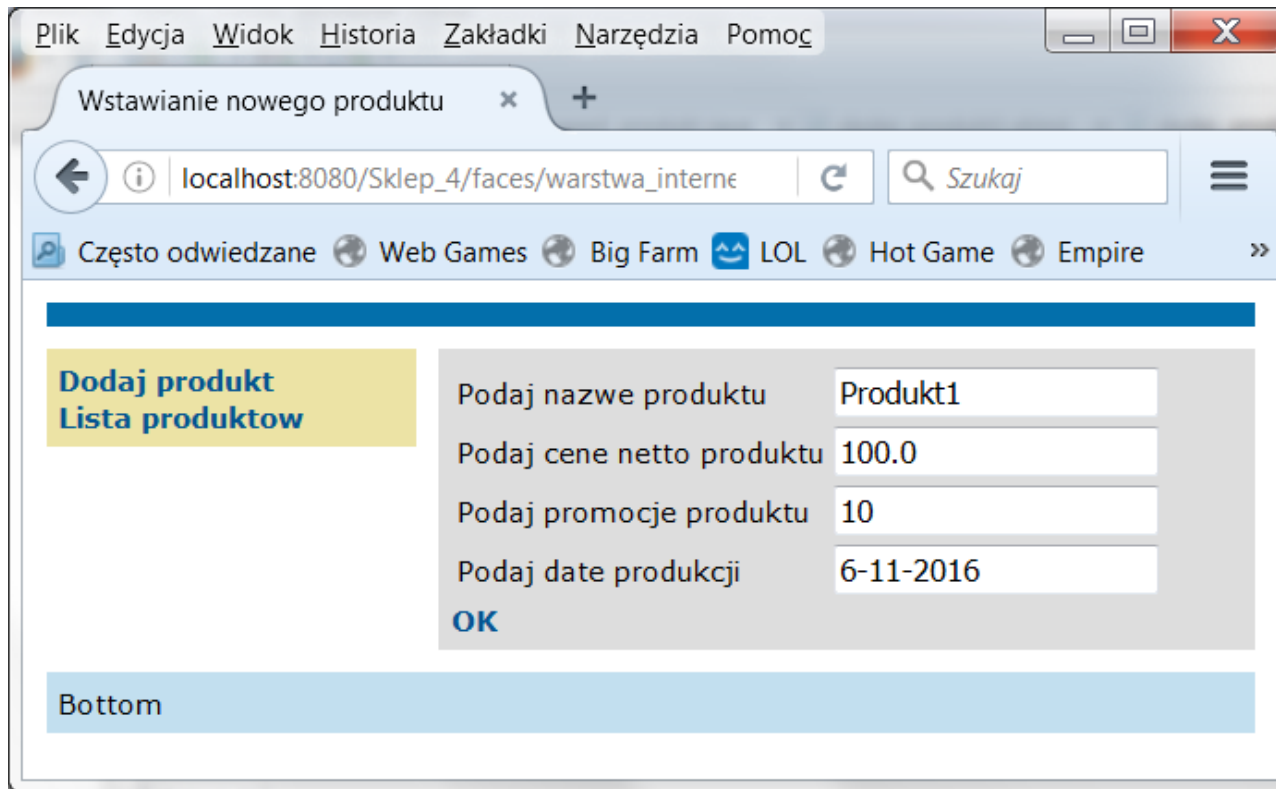 Plik Edycja Widok Historia Zakładki Narzędzia Pomoc
Wstawianie nowego produktu
localhost:8080/Sklep_4/faces/warstwa_interne
Szukaj
Często odwiedzane Web Games Big Farm LOL Hot Game Empire
Dodaj produkt
Lista produktow
Podaj nazwe produktu Produkt1
Podaj cene netto produktu 100.0
Podaj promocje produktu 10
Podaj date produkcji 6-11-2016
OK
Bottom